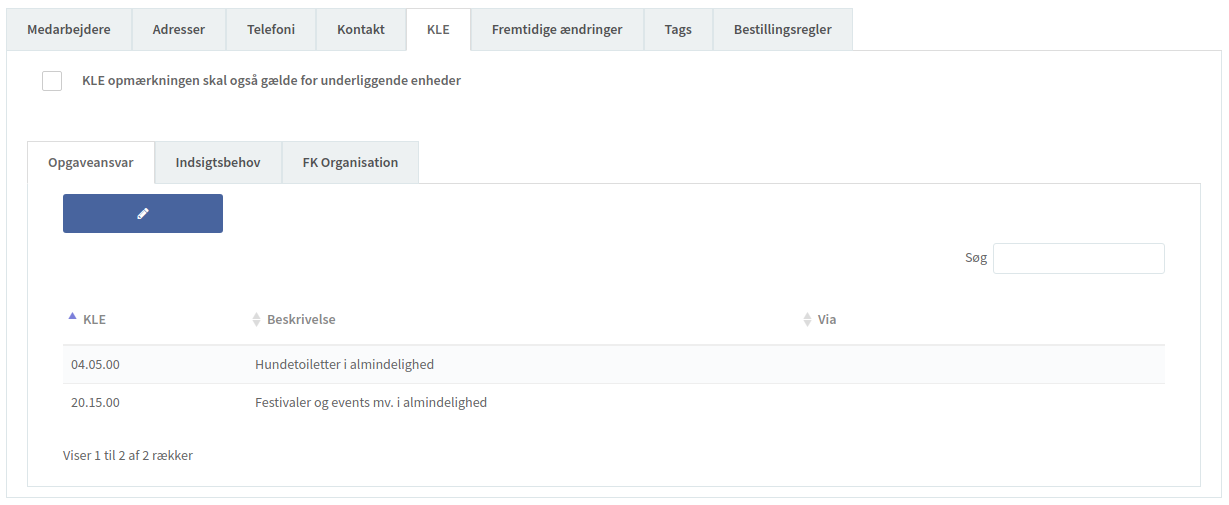 Medarbejdere Adresser Telefoni Kontakt KLE Fremtidige ændringer Tags Bestillingsregler
KLE opmærkningen skal også gælde for underliggende enheder
Opgaveansvar Indsigtsbehov FK Organisation
Søg
KLE Beskrivelse Via
04.05.00 Hundetoiletter i almindelighed
20.15.00 Festivaler og events mv. i almindelighed
Viser 1 til 2 af 2 rækker